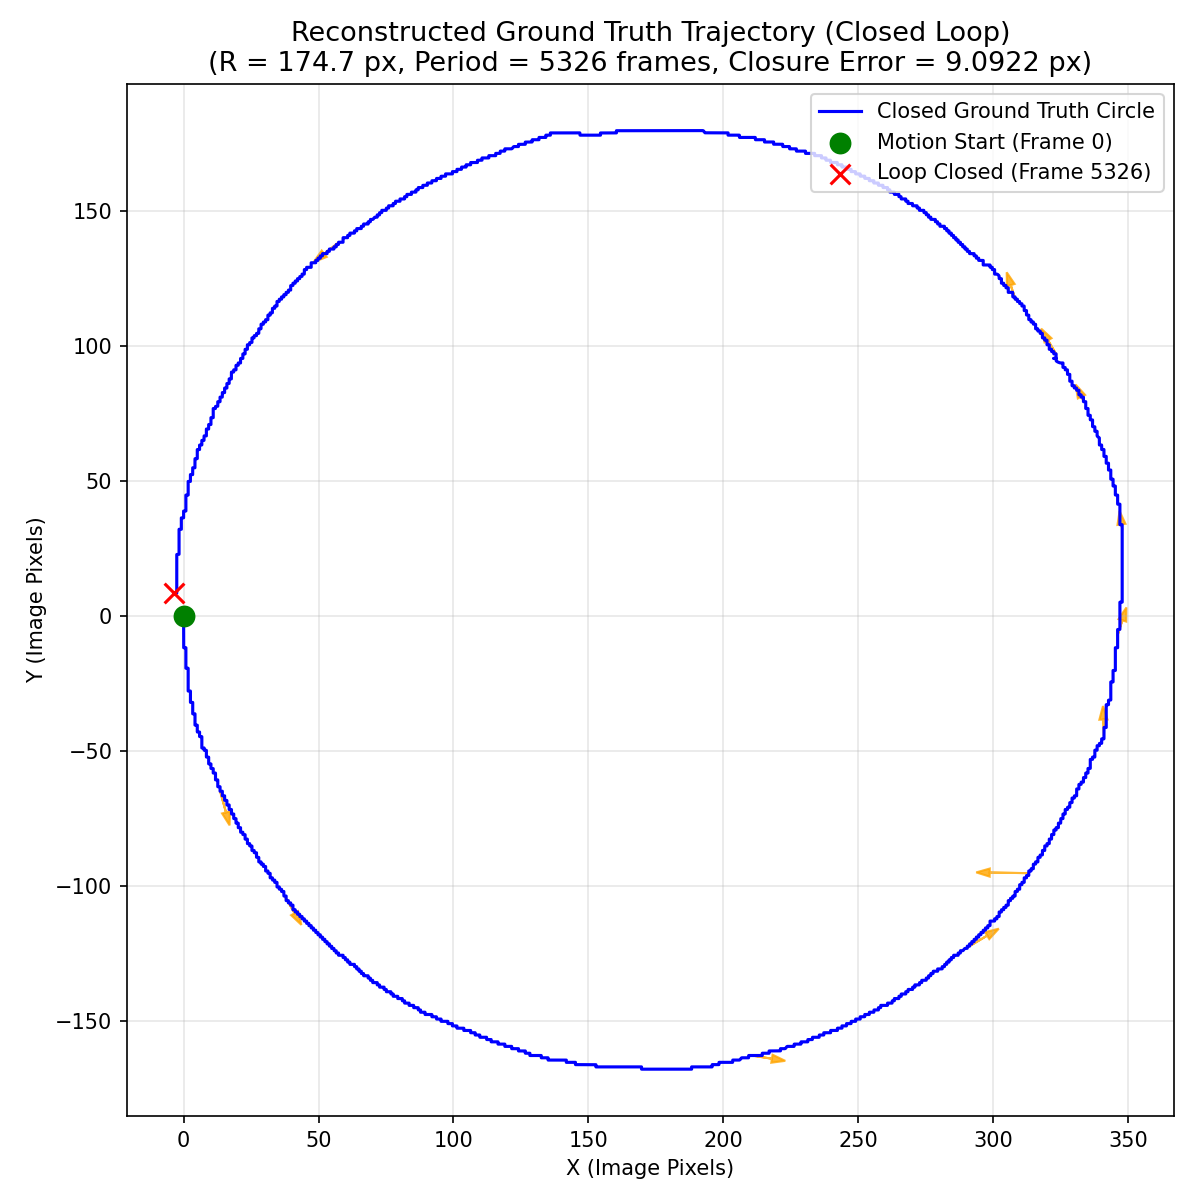 Reconstructed Ground Truth Trajectory (Closed Loop)
(R = 174.7 px, Period = 5326 frames, Closure Error = 9.0922 px)
Closed Ground Truth Circle
Motion Start (Frame 0)
Loop Closed (Frame 5326)
150
100
50
0
−50
−100
−150
Y (Image Pixels)
0 50 100 150 200 250 300 350
X (Image Pixels)